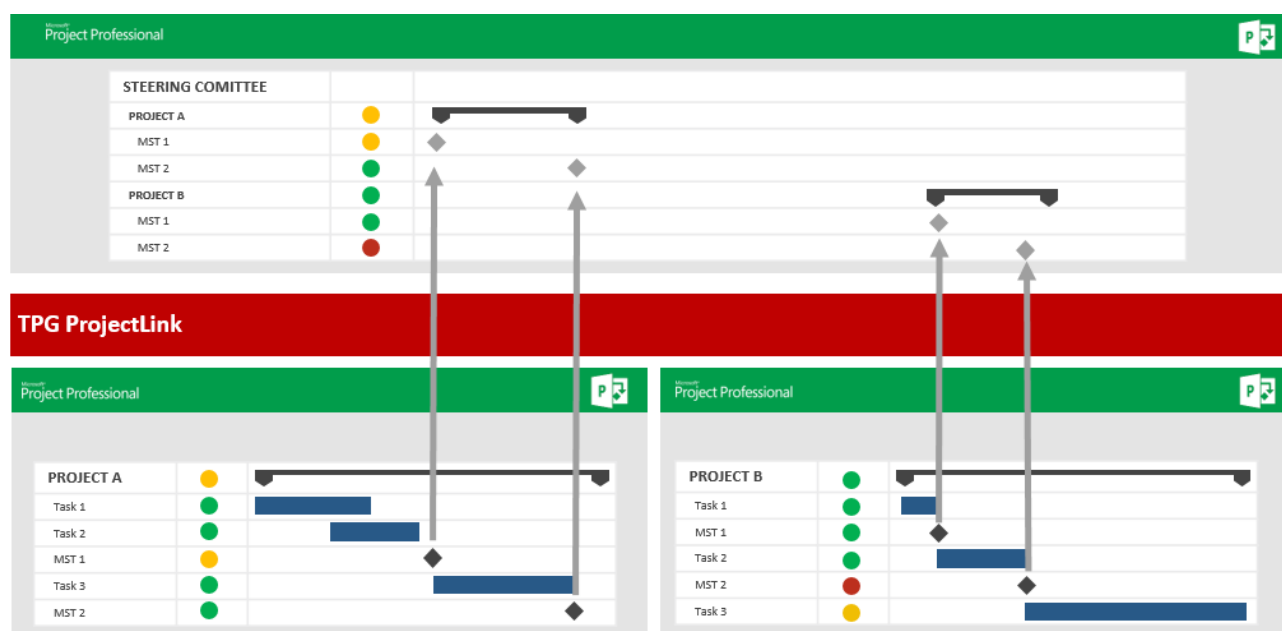 Microsoft
Project Professional
P
STEERING COMITTEE
PROJECT A
MST 1
MST 2
PROJECT B
MST 1
MST 2
TPG ProjectLink
Microsoft
Project Professional
P
PROJECT A
Task 1
Task 2
MST 1
Task 3
MST 2
Microsoft
Project Professional
P
PROJECT B
Task 1
MST 1
Task 2
MST 2
Task 3